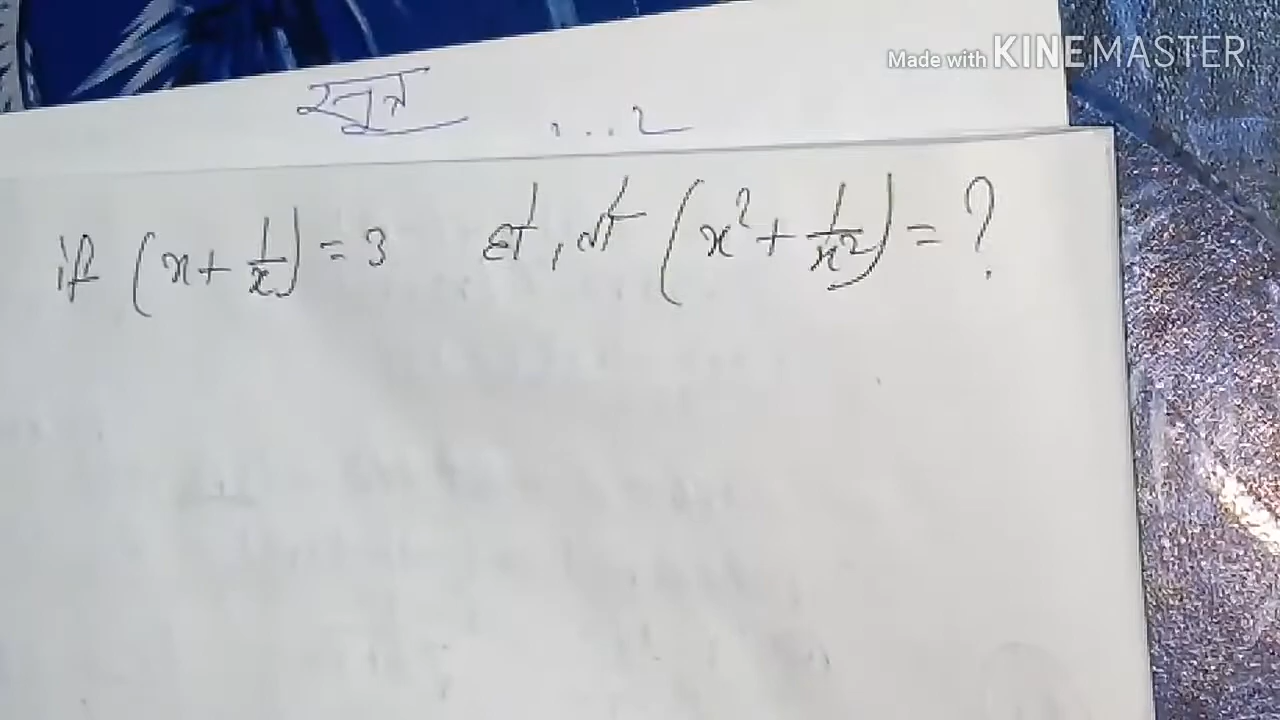 Made with KINEMASTER
सूत्र ...2
if (x + 1/x) = 3 हो, तो (x² + 1/x²) = ?